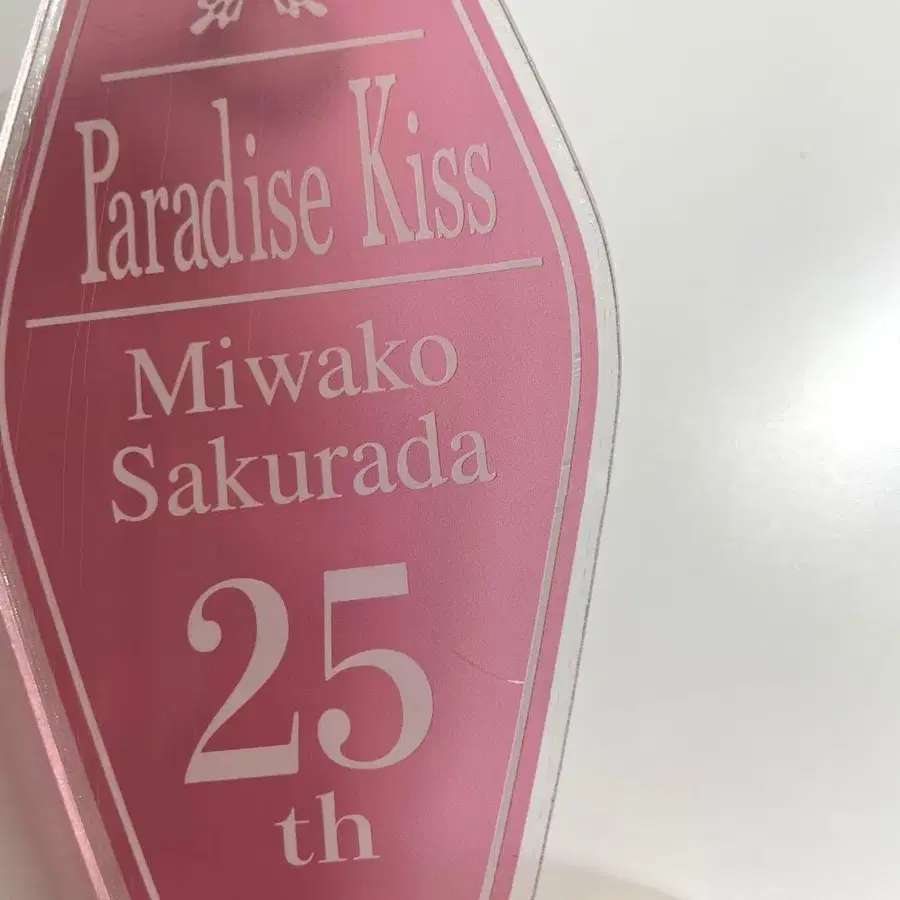 Paradise Kiss
Miwako
Sakurada
25
th